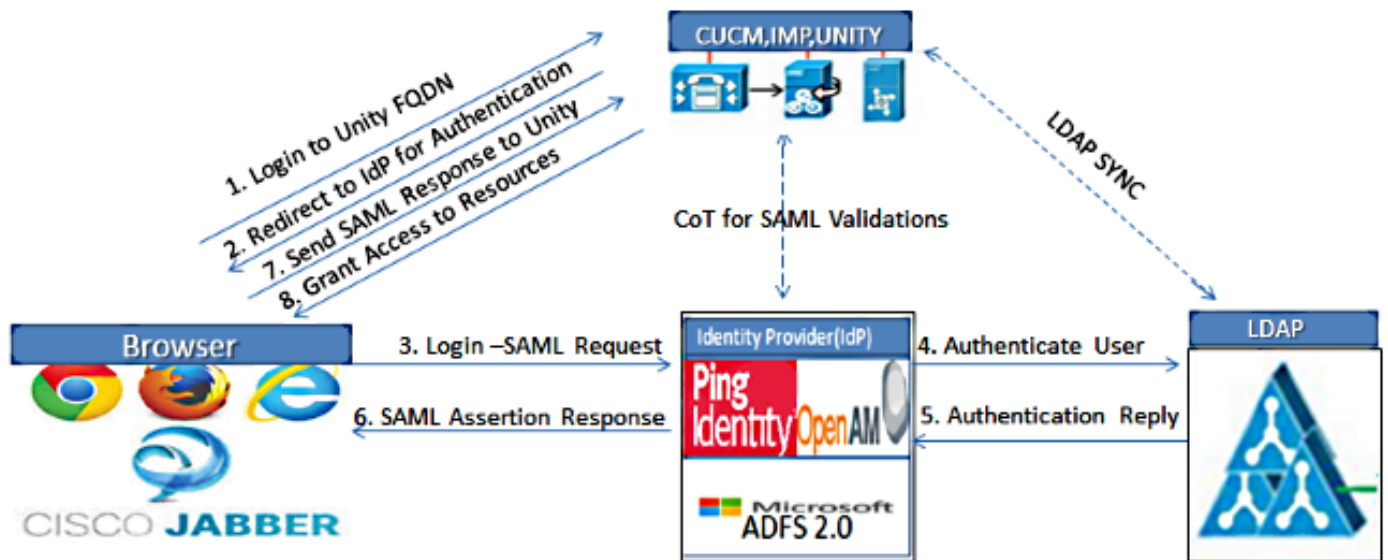 CUCM,IMP,UNITY
1. Login to Unity FQDN
2. Redirect to IdP for Authentication
7. Send SAML Response to Unity
8. Grant Access to Resources
LDAP SYNC
CoT for SAML Validations
Browser
3. Login –SAML Request
Identity Provider(IdP)
4. Authenticate User
LDAP
Ping
Identity
OpenAM
6. SAML Assertion Response
5. Authentication Reply
CISCO JABBER
Microsoft
ADFS 2.0